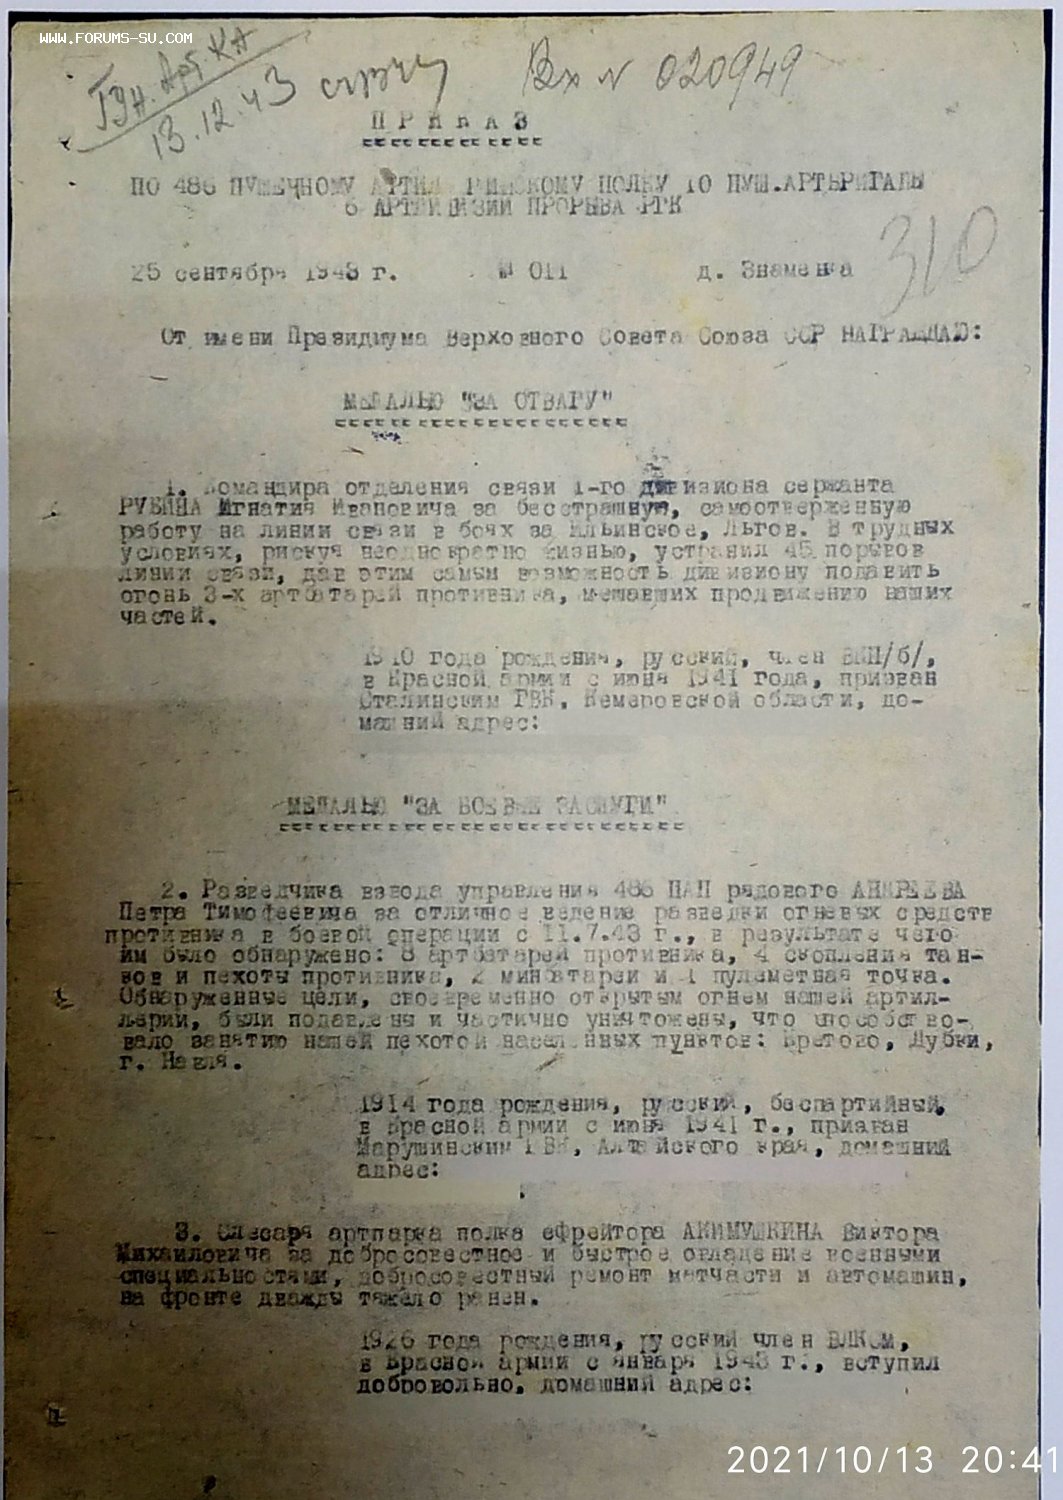 WWW.FORUMS-SU.COM
13.12.43
Вх № 020949
ПРИКАЗ
ПО 486 ПУШЕЧНОМУ АРТИЛ РИЙСКОМУ ПОЛКУ 10 ПУШ.АРТБРИГАДЫ
6 АРТДИВИЗИИ ПРОРЫВА РГК
310
25 сентября 1943 г. № 011 д. Знаменка
От имени Президиума Верховного Совета Союза ССР НАГРАЖДАЮ:
МЕДАЛЬЮ "ЗА ОТВАГУ"
1. Командира отделения связи 1-го дивизиона сержанта
РУБИНА Игнатия Ивановича за бесстрашную, самоотверженную
работу на линии связи в боях за Ильинское, Льгов. В трудных
условиях, рискуя неоднократно жизнью, устранил 45 порывов
линии связи, дав этим самым возможность дивизиону подавить
огонь 3-х артбатарей противника, мешавших продвижению наших
частей.
1910 года рождения, русский, член ВКП/б/,
в Красной армии с июня 1941 года, призван
Сталинским ГВК, Кемеровской области, до-
машний адрес:
МЕДАЛЬЮ "ЗА БОЕВЫЕ ЗАСЛУГИ"
2. Разведчика взвода управления 486 ПАП рядового АНДРЕЕВА
Петра Тимофеевича за отличное ведение разведки огневых средств
противника в боевой операции с 11.7.43 г., в результате чего
им было обнаружено: 8 артбатарей противника, 4 скопления тан-
ков и пехоты противника, 2 минбатареи и 1 пулеметная точка.
Обнаруженные цели, своевременно открытым огнем нашей артил-
лерии, были подавлены и частично уничтожены, что способство-
вало занятию нашей пехотой населенных пунктов: Кретово, Дубки,
г. Навля.
1914 года рождения, русский, беспартийный,
в Красной армии с июня 1941 г., призван
Марушинским РВК, Алтайского края, домашний
адрес:
3. Слесаря артпарка полка ефрейтора АКИМУШКИНА Виктора
Михайловича за добросовестное и быстрое овладение военными
специальностями, добросовестный ремонт матчасти и автомашин,
на фронте дважды тяжело ранен.
1926 года рождения, русский член ВЛКСМ,
в Красной армии с января 1943 г., вступил
добровольно, домашний адрес:
2021/10/13 20:41